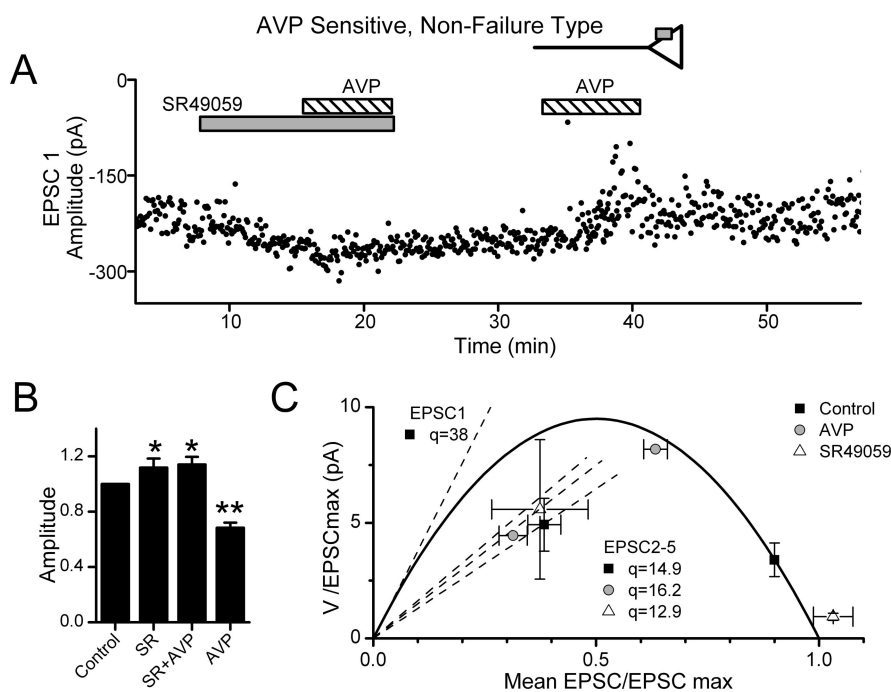 AVP Sensitive, Non-Failure Type
A
AVP
AVP
SR49059
EPSC 1
Amplitude (pA)
0
-150
-300
10
20
30
40
50
Time (min)
B
Amplitude
1.2
0.8
0.4
0.0
*
*
**
Control
SR
SR+AVP
AVP
C
V /EPSCmax (pA)
10
5
0
EPSC1
q=38
Control
AVP
SR49059
EPSC2-5
q=14.9
q=16.2
q=12.9
0.0
0.5
1.0
Mean EPSC/EPSC max